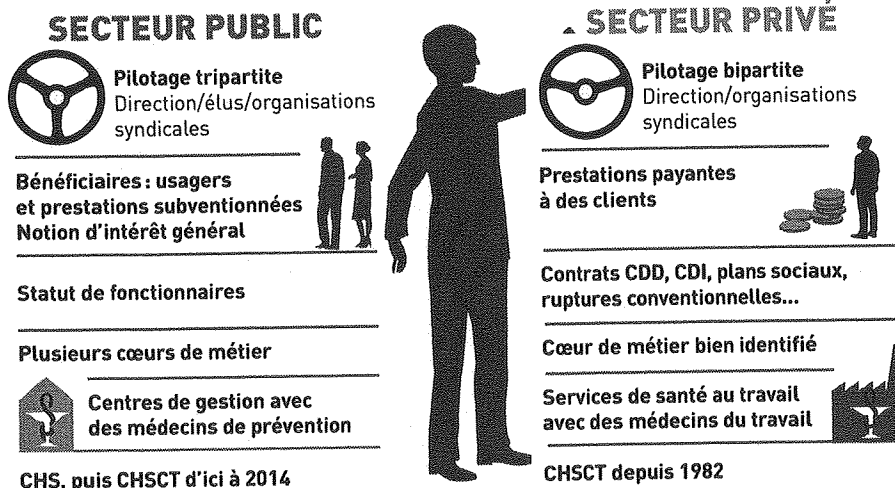 SECTEUR PUBLIC
Pilotage tripartite
Direction/élus/organisations
syndicales
Bénéficiaires : usagers
et prestations subventionnées
Notion d'intérêt général
Statut de fonctionnaires
Plusieurs cœurs de métier
Centres de gestion avec
des médecins de prévention
CHS, puis CHSCT d'ici à 2014
SECTEUR PRIVÉ
Pilotage bipartite
Direction/organisations
syndicales
Prestations payantes
à des clients
Contrats CDD, CDI, plans sociaux,
ruptures conventionnelles...
Cœur de métier bien identifié
Services de santé au travail
avec des médecins du travail
CHSCT depuis 1982